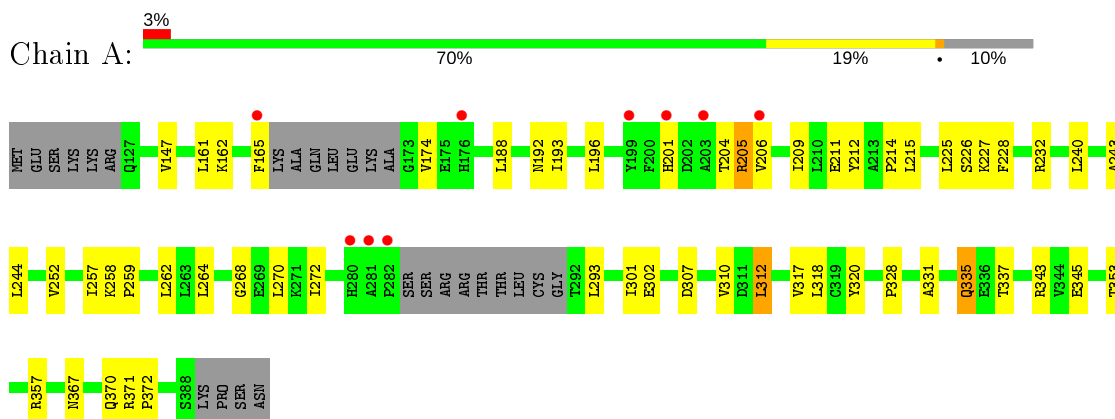 3%
Chain A: 70% 19% • 10%
MET GLU SER LYS LYS ARG Q127 V147 L161 K162 F165 LYS ALA GLN LEU GLU LYS ALA G173 V174 E175 H176 L188 N192 I193 L196 Y199 F200 H201 D202 A203 T204 R205 V206 I209 L210 E211 Y212 A213 P214 L215 L225 S226 K227 F228 R232 L240 A243
L244 V252 I257 K258 P259 L262 L263 L264 G268 E269 L270 K271 I272 H280 A281 P282 SER SER ARG ARG THR THR LEU CYS GLY T292 L293 I301 E302 D307 V310 D311 L312 V317 L318 C319 Y320 P328 A331 Q335 E336 T337 R343 V344 E345 T353
R357 N367 Q370 R371 P372 S388 LYS PRO SER ASN